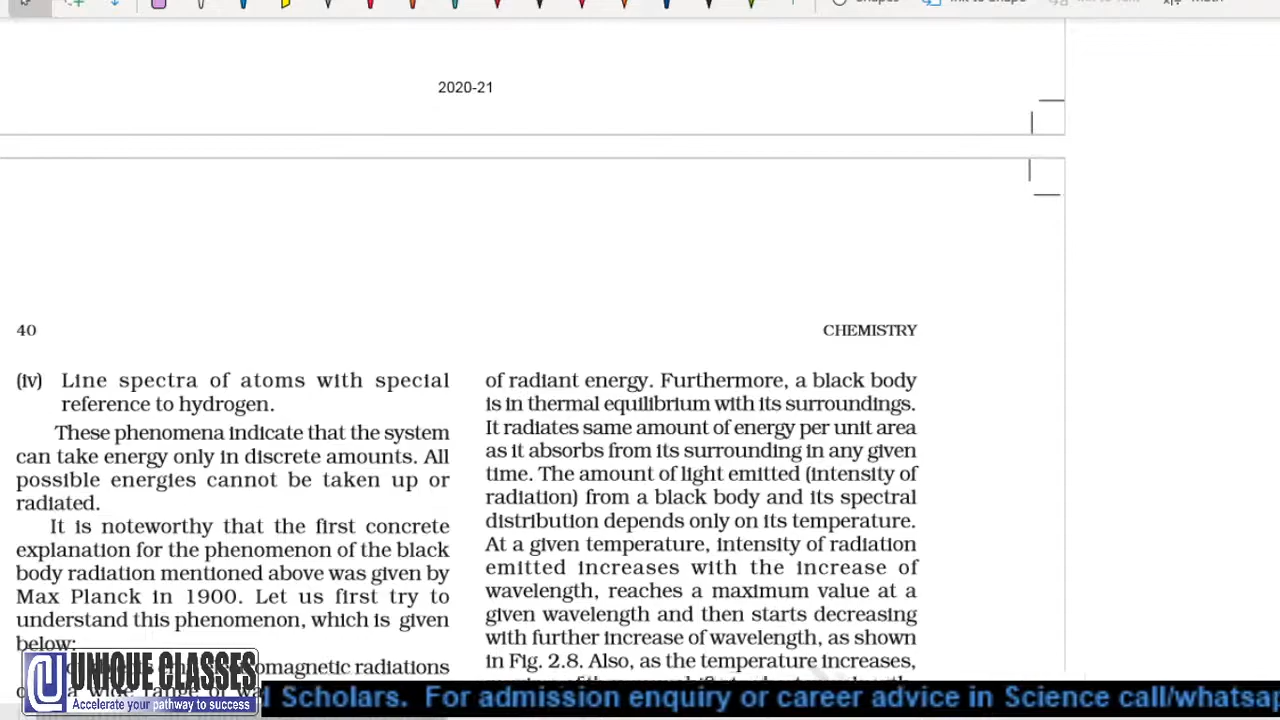 2020-21
40
CHEMISTRY
(iv) Line spectra of atoms with special
reference to hydrogen.
These phenomena indicate that the system
can take energy only in discrete amounts. All
possible energies cannot be taken up or
radiated.
It is noteworthy that the first concrete
explanation for the phenomenon of the black
body radiation mentioned above was given by
Max Planck in 1900. Let us first try to
understand this phenomenon, which is given
below:
omagnetic radiations
a wide range of wa
of radiant energy. Furthermore, a black body
is in thermal equilibrium with its surroundings.
It radiates same amount of energy per unit area
as it absorbs from its surrounding in any given
time. The amount of light emitted (intensity of
radiation) from a black body and its spectral
distribution depends only on its temperature.
At a given temperature, intensity of radiation
emitted increases with the increase of
wavelength, reaches a maximum value at a
given wavelength and then starts decreasing
with further increase of wavelength, as shown
in Fig. 2.8. Also, as the temperature increases,
UNIQUE CLASSES
Accelerate your pathway to success
d Scholars. For admission enquiry or career advice in Science call/whatsap